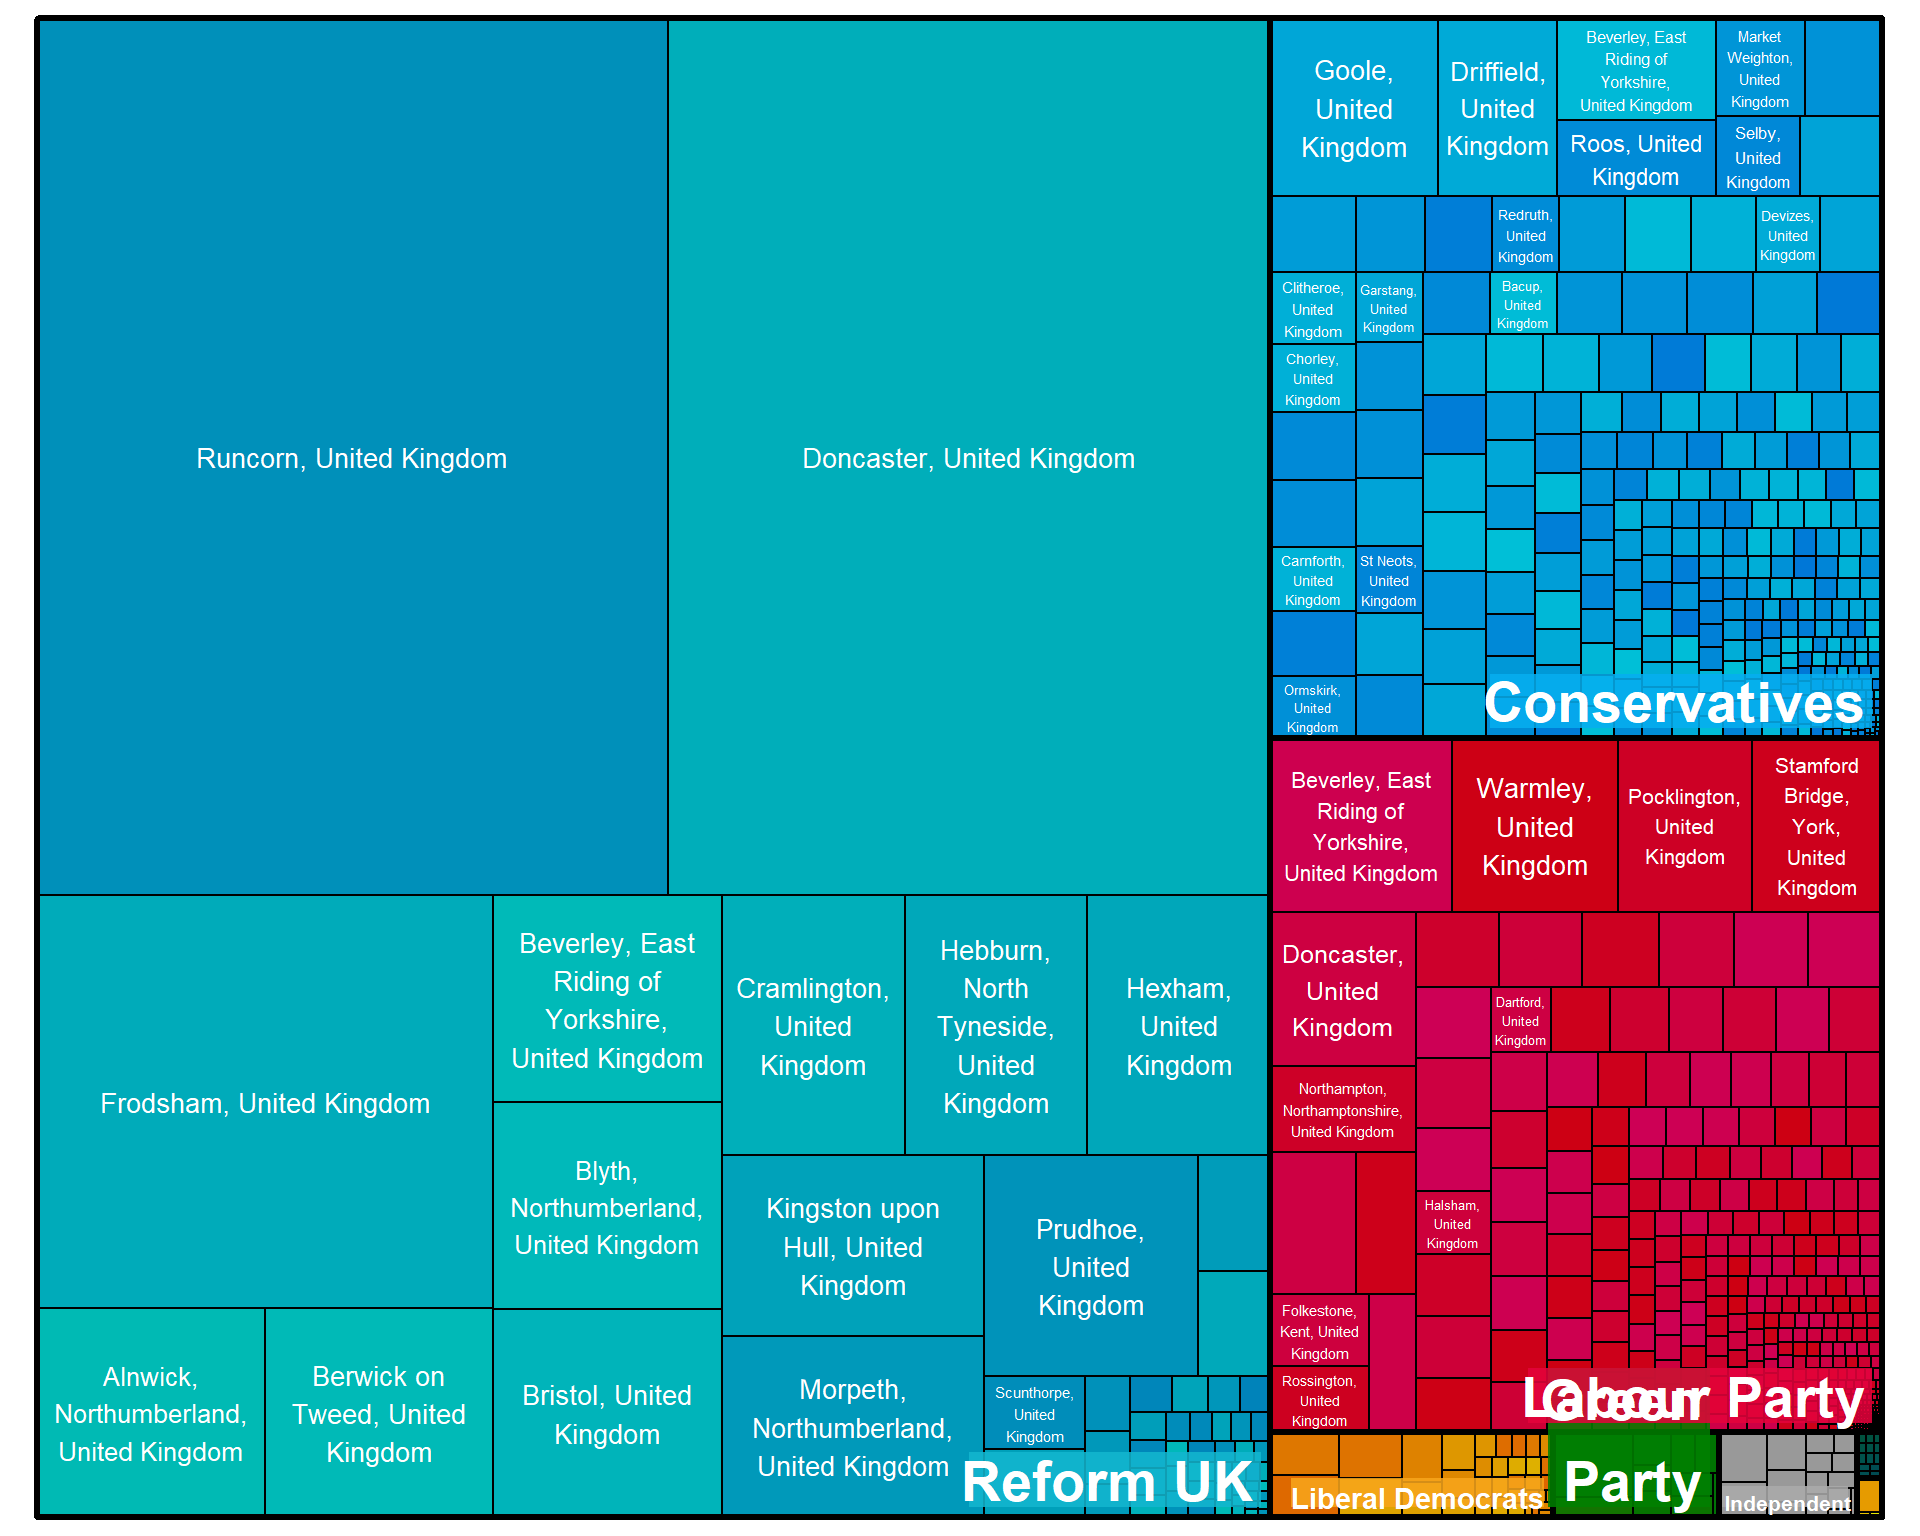 Runcorn, United Kingdom
Doncaster, United Kingdom
Frodsham, United Kingdom
Alnwick,
Northumberland,
United Kingdom
Berwick on
Tweed, United
Kingdom
Beverley, East
Riding of
Yorkshire,
United Kingdom
Blyth,
Northumberland,
United Kingdom
Bristol, United
Kingdom
Cramlington,
United
Kingdom
Hebburn,
North
Tyneside,
United
Kingdom
Hexham,
United
Kingdom
Kingston upon
Hull, United
Kingdom
Morpeth,
Northumberland,
United Kingdom
Prudhoe,
United
Kingdom
Scunthorpe,
United
Kingdom
Reform UK
Goole,
United
Kingdom
Driffield,
United
Kingdom
Beverley, East
Riding of
Yorkshire,
United Kingdom
Roos, United
Kingdom
Market
Weighton,
United
Kingdom
Selby,
United
Kingdom
Redruth,
United
Kingdom
Devizes,
United
Kingdom
Clitheroe,
United
Kingdom
Garstang,
United
Kingdom
Bacup,
United
Kingdom
Chorley,
United
Kingdom
Carnforth,
United
Kingdom
St Neots,
United
Kingdom
Ormskirk,
United
Kingdom
Conservatives
Beverley, East
Riding of
Yorkshire,
United Kingdom
Warmley,
United
Kingdom
Pocklington,
United
Kingdom
Stamford
Bridge,
York,
United
Kingdom
Doncaster,
United
Kingdom
Dartford,
United
Kingdom
Northampton,
Northamptonshire,
United Kingdom
Halsham,
United
Kingdom
Folkestone,
Kent, United
Kingdom
Rossington,
United
Kingdom
Labour Party
Green
Party
Liberal Democrats
Independent